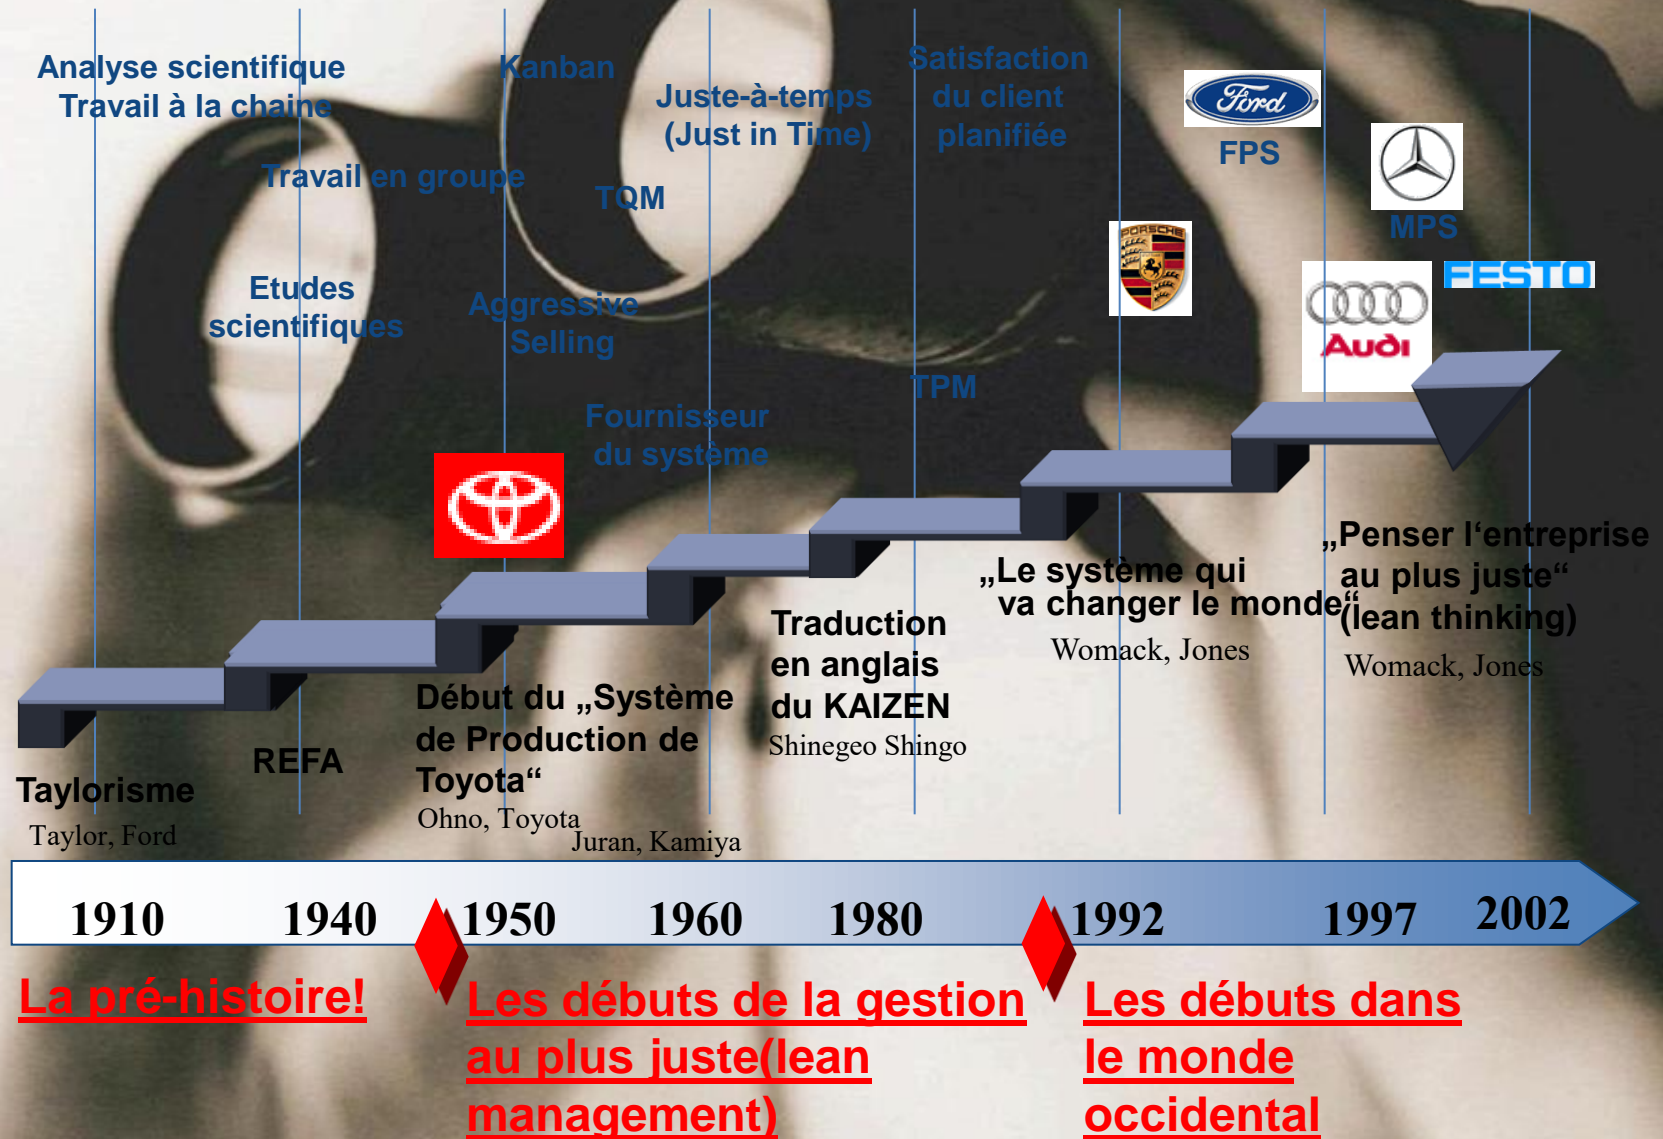 Analyse scientifique
Travail à la chaine
Kanban
Juste-à-temps
(Just in Time)
Satisfaction
du client
planifiée
Ford
FPS
Travail en groupe
TQM
MPS
PORSCHE
Etudes
scientifiques
Aggressive
Selling
FESTO
Audi
TPM
Fournisseur
du système
„Penser l‘entreprise
au plus juste“
(lean thinking)
Womack, Jones
„Le système qui
va changer le monde“
Womack, Jones
Traduction
en anglais
du KAIZEN
Shinegeo Shingo
Début du „Système
de Production de
Toyota“
Ohno, Toyota
Juran, Kamiya
REFA
Taylorisme
Taylor, Ford
1910
1940
1950
1960
1980
1992
1997
2002
La pré-histoire!
Les débuts de la gestion
au plus juste(lean
management)
Les débuts dans
le monde
occidental